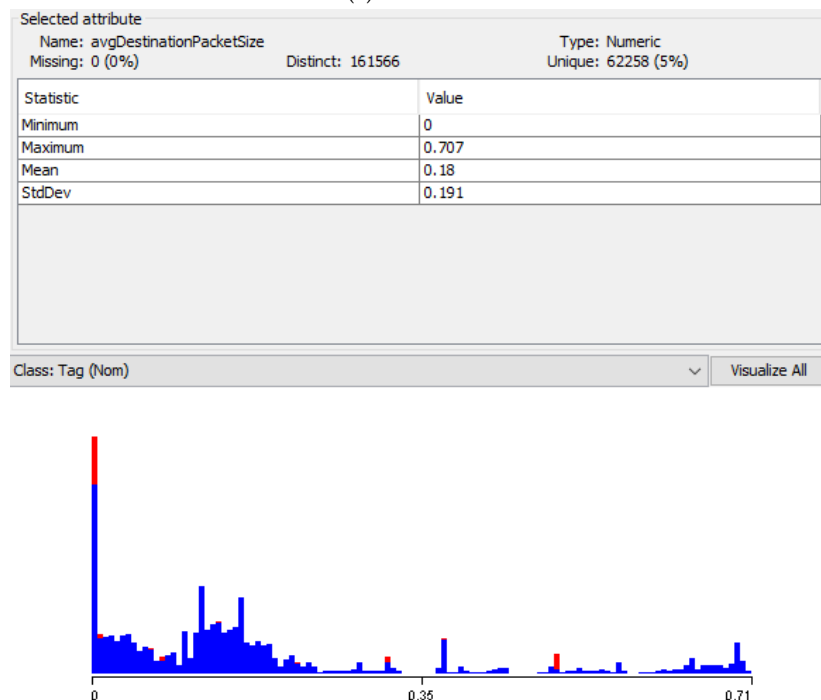 Selected attribute
Name: avgDestinationPacketSize Type: Numeric
Missing: 0 (0%) Distinct: 161566 Unique: 62258 (5%)
Statistic Value
Minimum 0
Maximum 0.707
Mean 0.18
StdDev 0.191
Class: Tag (Nom) Visualize All
0 0.35 0.71